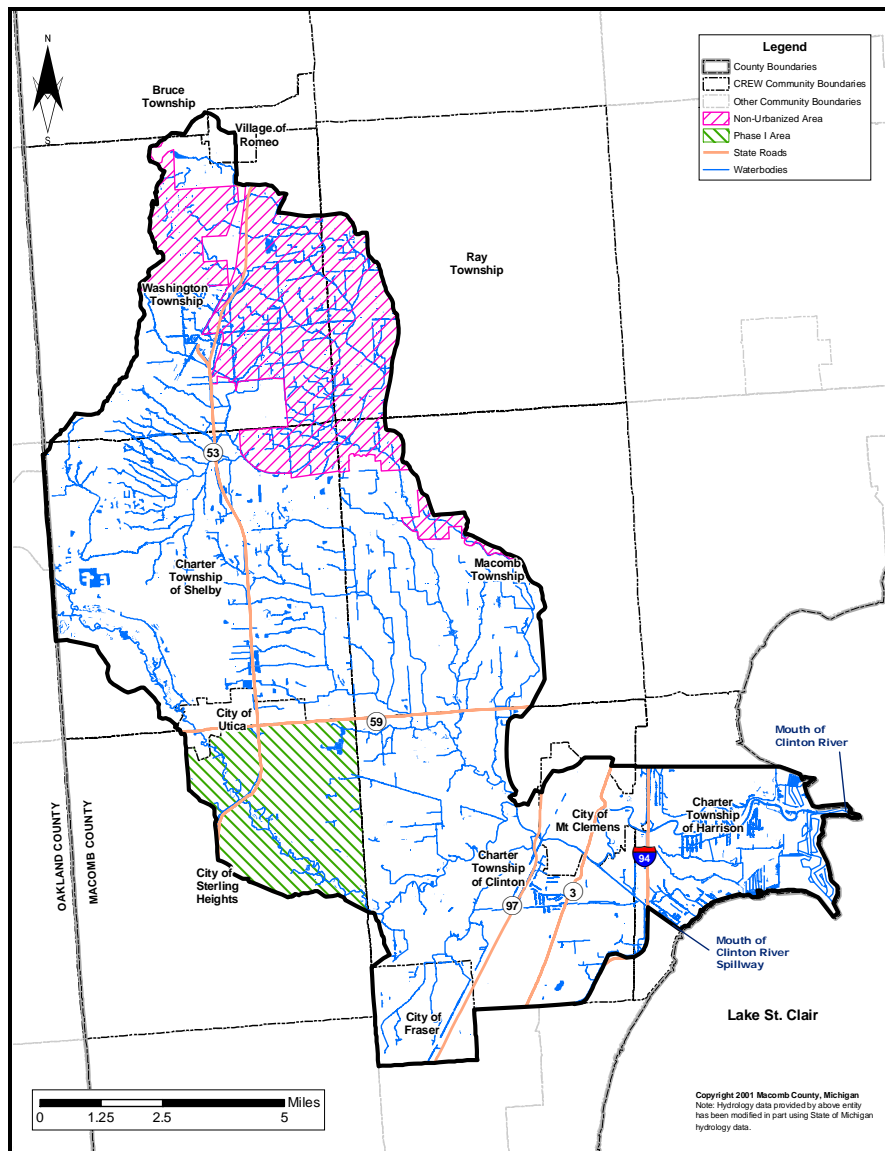 N
S
Legend
County Boundaries
CREW Community Boundaries
Other Community Boundaries
Non-Urbanized Area
Phase I Area
State Roads
Waterbodies
Bruce
Township
Village of
Romeo
Ray
Township
Washington
Township
53
Charter
Township
of Shelby
Macomb
Township
City of
Utica
59
Mouth of
Clinton River
OAKLAND COUNTY
MACOMB COUNTY
City of
Mt Clemens
Charter
Township
of Harrison
94
City of
Sterling
Heights
Charter
Township
of Clinton
3
97
Mouth of
Clinton River
Spillway
City of
Fraser
Lake St. Clair
Miles
0
1.25
2.5
5
Copyright 2001 Macomb County, Michigan
Note: Hydrology data provided by above entity
has been modified in part using State of Michigan
hydrology data.